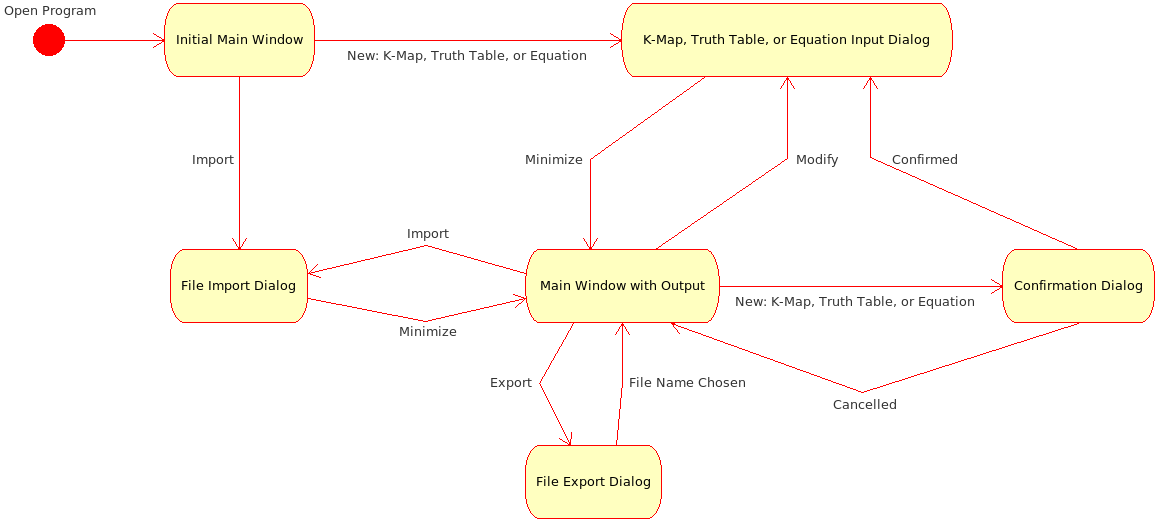 Open Program
Initial Main Window
K-Map, Truth Table, or Equation Input Dialog
New: K-Map, Truth Table, or Equation
Import
Minimize
Modify
Confirmed
Import
File Import Dialog
Main Window with Output
Confirmation Dialog
New: K-Map, Truth Table, or Equation
Minimize
Export
File Name Chosen
Cancelled
File Export Dialog